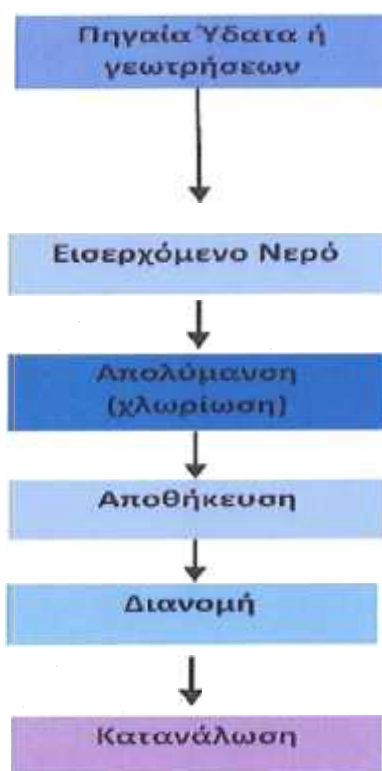 Πηγαία Ύδατα ή
γεωτρήσεων
Εισερχόμενο Νερό
Απολύμανση
(χλωρίωση)
Αποθήκευση
Διανομή
Κατανάλωση